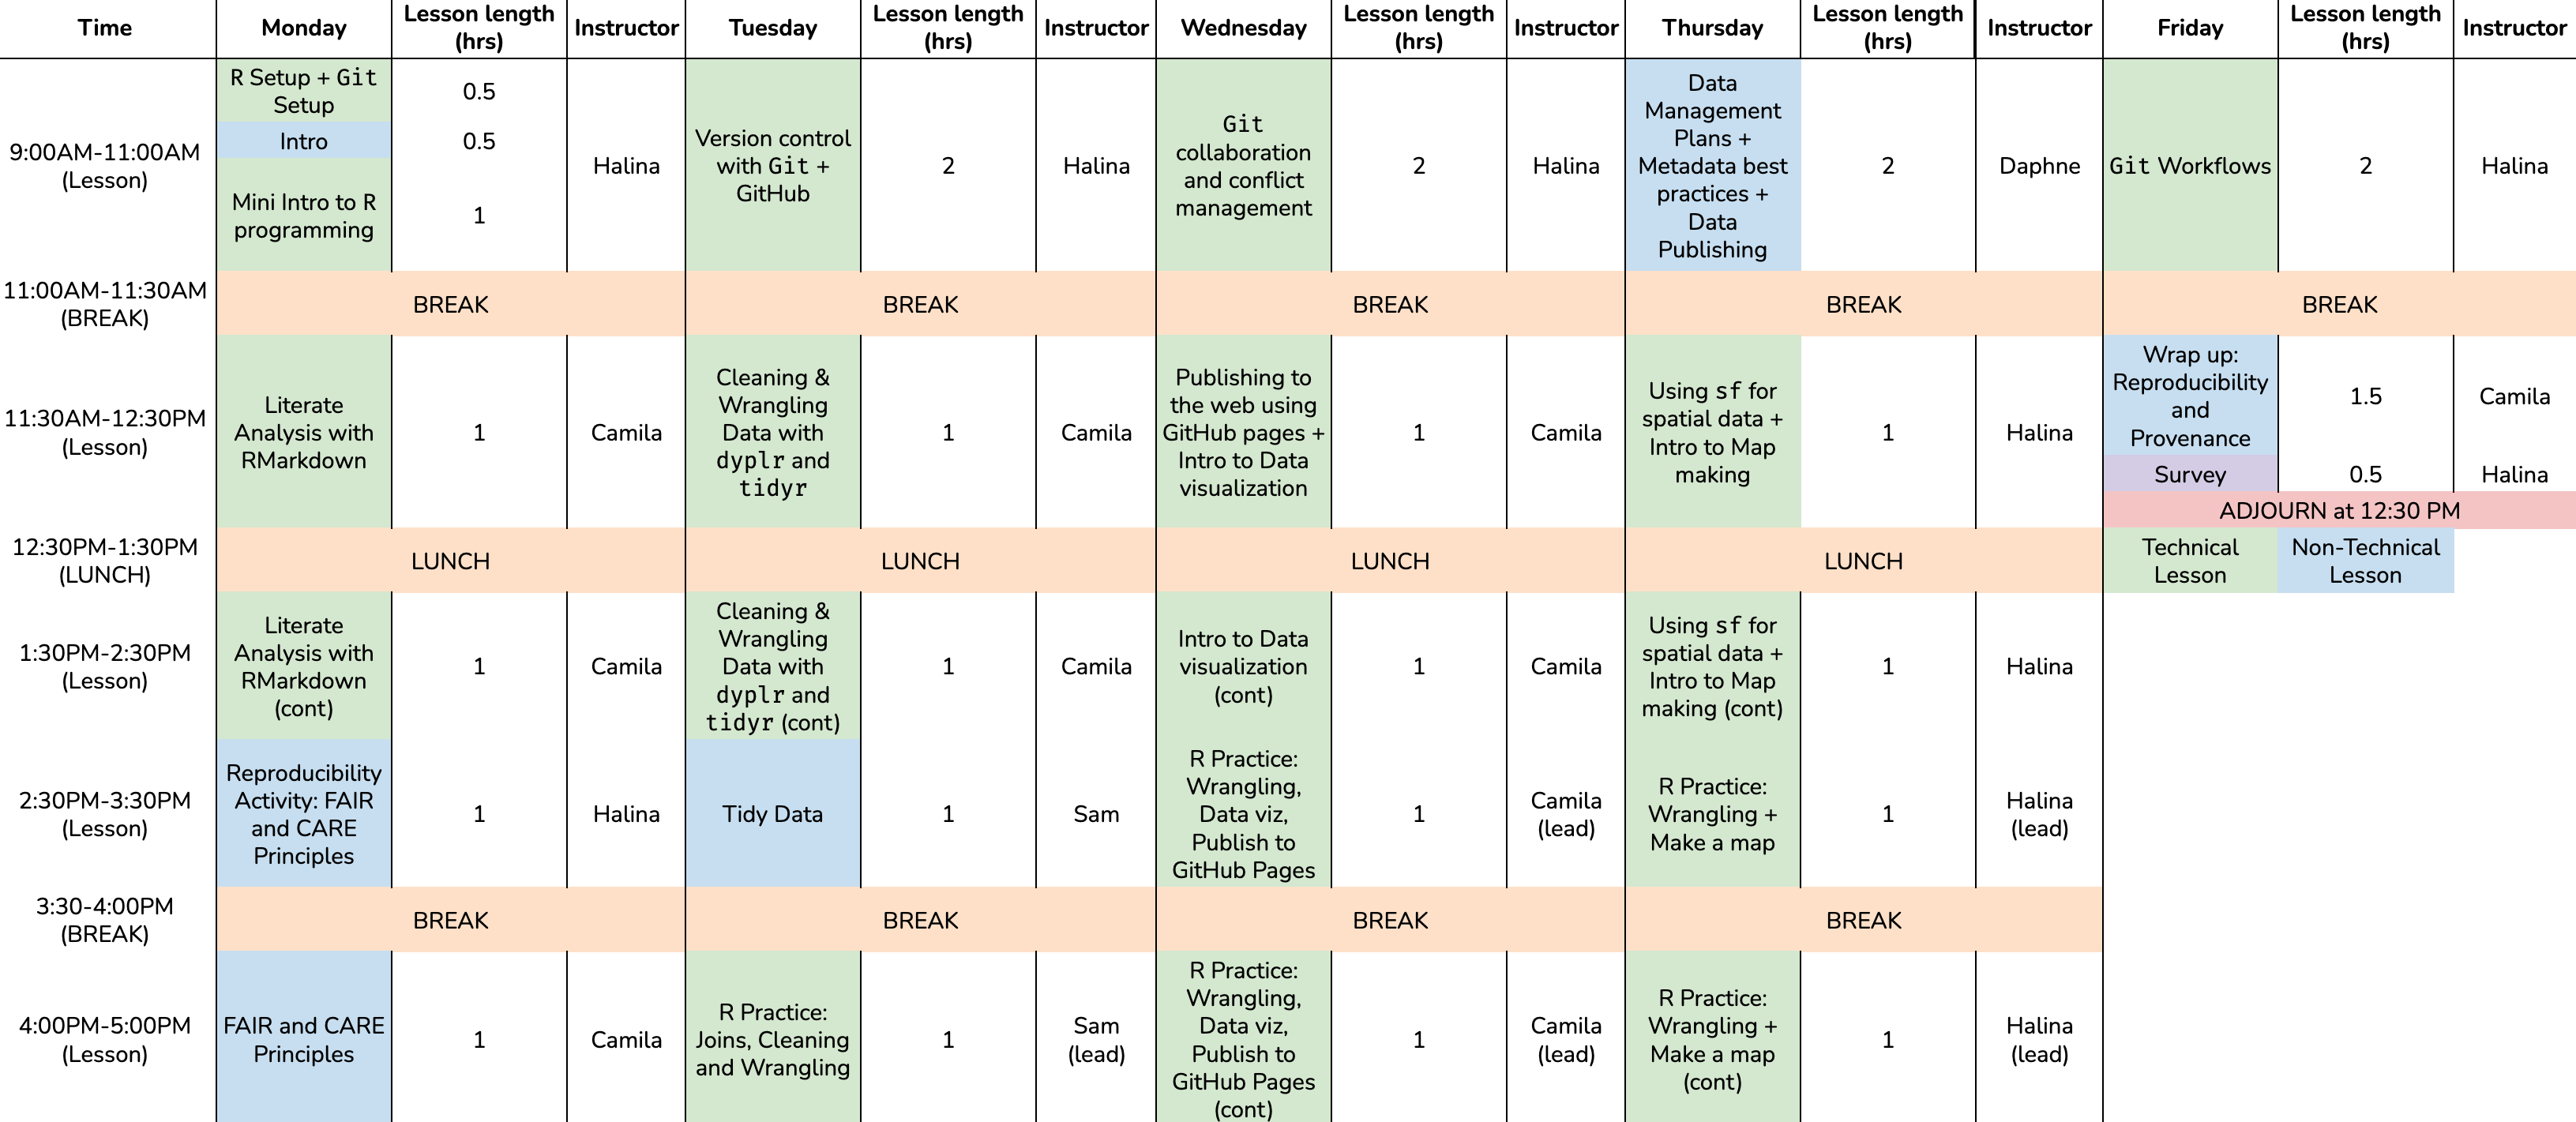 Time
Monday
Lesson length
(hrs)
Instructor
Tuesday
Lesson length
(hrs)
Instructor
Wednesday
Lesson length
(hrs)
Instructor
Thursday
Lesson length
(hrs)
Instructor
Friday
Lesson length
(hrs)
Instructor
9:00AM-11:00AM
(Lesson)
R Setup + Git
Setup
0.5
Intro
0.5
Mini Intro to R
programming
1
Halina
Version control
with Git +
GitHub
2
Halina
Git
collaboration
and conflict
management
2
Halina
Data
Management
Plans +
Metadata best
practices +
Data
Publishing
2
Daphne
Git Workflows
2
Halina
11:00AM-11:30AM
(BREAK)
BREAK
BREAK
BREAK
BREAK
BREAK
11:30AM-12:30PM
(Lesson)
Literate
Analysis with
RMarkdown
1
Camila
Cleaning &
Wrangling
Data with
dyplr and
tidyr
1
Camila
Publishing to
the web using
GitHub pages +
Intro to Data
visualization
1
Camila
Using sf for
spatial data +
Intro to Map
making
1
Halina
Wrap up:
Reproducibility
and
Provenance
1.5
Camila
Survey
0.5
Halina
ADJOURN at 12:30 PM
12:30PM-1:30PM
(LUNCH)
LUNCH
LUNCH
LUNCH
LUNCH
Technical
Lesson
Non-Technical
Lesson
1:30PM-2:30PM
(Lesson)
Literate
Analysis with
RMarkdown
(cont)
1
Camila
Cleaning &
Wrangling
Data with
dyplr and
tidyr (cont)
1
Camila
Intro to Data
visualization
(cont)
1
Camila
Using sf for
spatial data +
Intro to Map
making (cont)
1
Halina
2:30PM-3:30PM
(Lesson)
Reproducibility
Activity: FAIR
and CARE
Principles
1
Halina
Tidy Data
1
Sam
R Practice:
Wrangling,
Data viz,
Publish to
GitHub Pages
1
Camila
(lead)
R Practice:
Wrangling +
Make a map
1
Halina
(lead)
3:30-4:00PM
(BREAK)
BREAK
BREAK
BREAK
BREAK
4:00PM-5:00PM
(Lesson)
FAIR and CARE
Principles
1
Camila
R Practice:
Joins, Cleaning
and Wrangling
1
Sam
(lead)
R Practice:
Wrangling,
Data viz,
Publish to
GitHub Pages
(cont)
1
Camila
(lead)
R Practice:
Wrangling +
Make a map
(cont)
1
Halina
(lead)